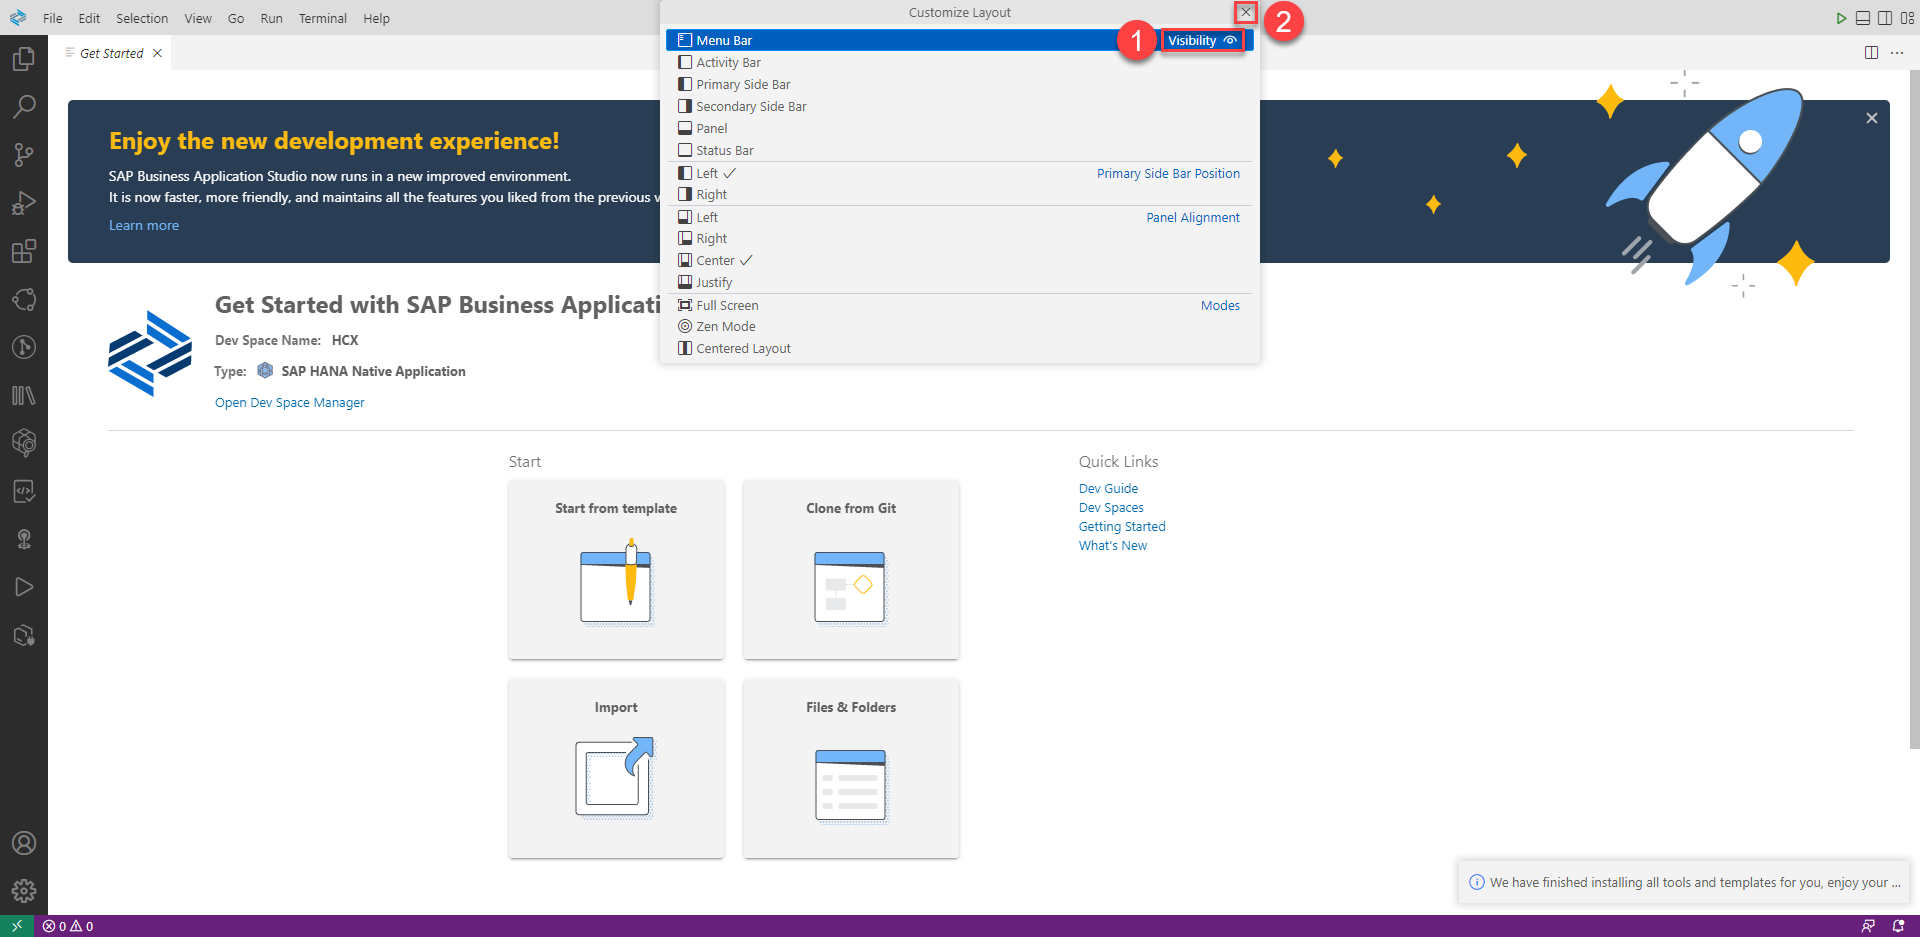 File Edit Selection View Go Run Terminal Help
Customize Layout
2
Get Started
Menu Bar
1
Visibility
Activity Bar
Primary Side Bar
Secondary Side Bar
Panel
Status Bar
Left
Primary Side Bar Position
Right
Left
Panel Alignment
Right
Center
Justify
Full Screen
Modes
Zen Mode
Centered Layout
Enjoy the new development experience!
SAP Business Application Studio now runs in a new improved environment.
It is now faster, more friendly, and maintains all the features you liked from the previous v
Learn more
Get Started with SAP Business Applicati
Dev Space Name: HCX
Type: SAP HANA Native Application
Open Dev Space Manager
Start
Start from template
Clone from Git
Import
Files & Folders
Quick Links
Dev Guide
Dev Spaces
Getting Started
What's New
We have finished installing all tools and templates for you, enjoy your ...
0 0